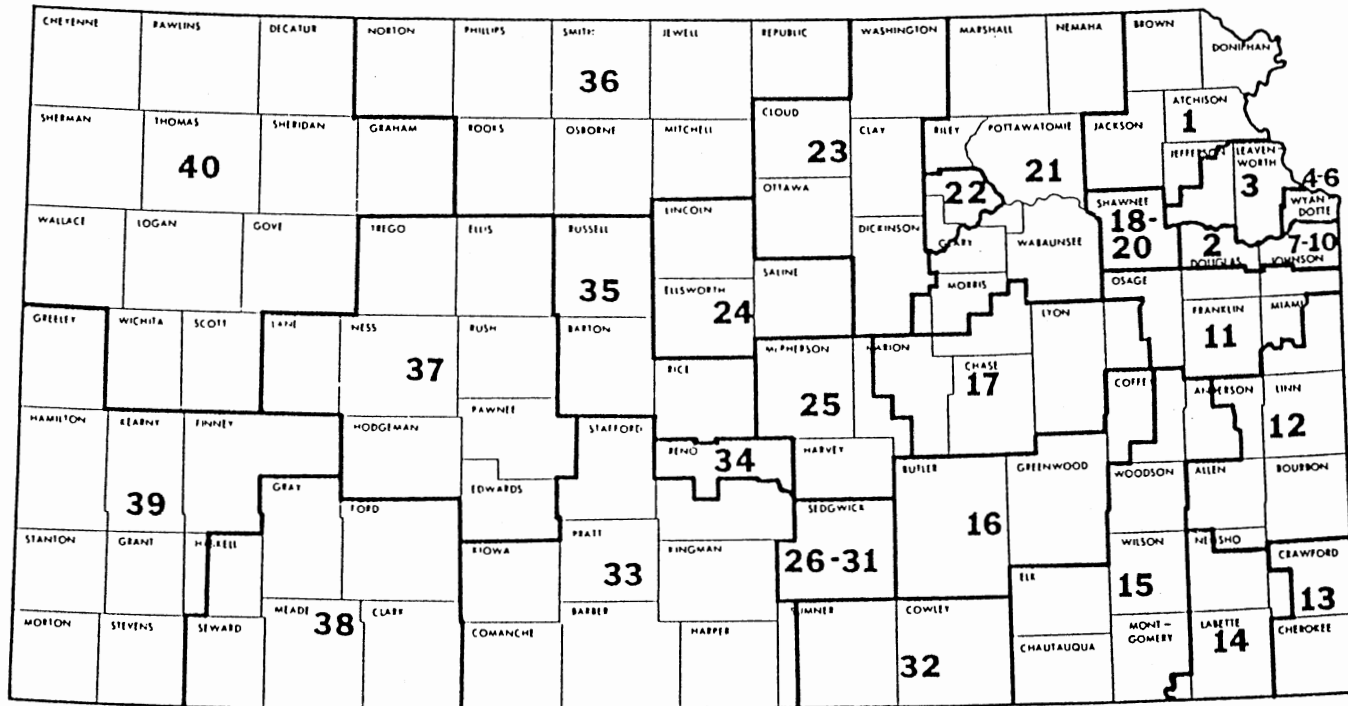 CHEYENNE RAWLINS DECATUR NORTON PHILLIPS SMITH JEWELL REPUBLIC WASHINGTON MARSHALL NEMAHA BROWN
DONIPHAN
36
ATCHISON
1
SHERMAN THOMAS SHERIDAN GRAHAM ROOKS OSBORNE MITCHELL CLOUD CLAY RILEY POTTAWATOMIE JACKSON
40 23 21
JEFFERSON LEAVEN-
WORTH
3 4-6
OTTAWA 22
WYAN-
DOTTE
SHAWNEE
18-
20
WALLACE LOGAN GOVE TREGO ELLIS RUSSELL LINCOLN DICKINSON GEARY WABAUNSEE
2
DOUGLAS
7-10
JOHNSON
35 SALINE
ELLSWORTH MORRIS OSAGE
24
GREELEY WICHITA SCOTT LANE NESS RUSH BARTON LYON FRANKLIN MIAMI
11
37 McPHERSON MARION
RICE CHASE
17
COFFEY ANDERSON LINN
25 12
HAMILTON KEARNY FINNEY HODGEMAN PAWNEE STAFFORD
RENO 34 HARVEY BUTLER GREENWOOD
WOODSON ALLEN BOURBON
39 GRAY EDWARDS
FORD SEDGWICK
16
STANTON GRANT HASKELL KIOWA PRATT KINGMAN
26-31
WILSON NEOSHO CRAWFORD
33 ELK 15 13
MEADE 38 CLARK BARBER SUMNER COWLEY
MORTON STEVENS SEWARD COMANCHE HARPER
MONT-
GOMERY
LABETTE
14
CHEROKEE
32 CHAUTAUQUA